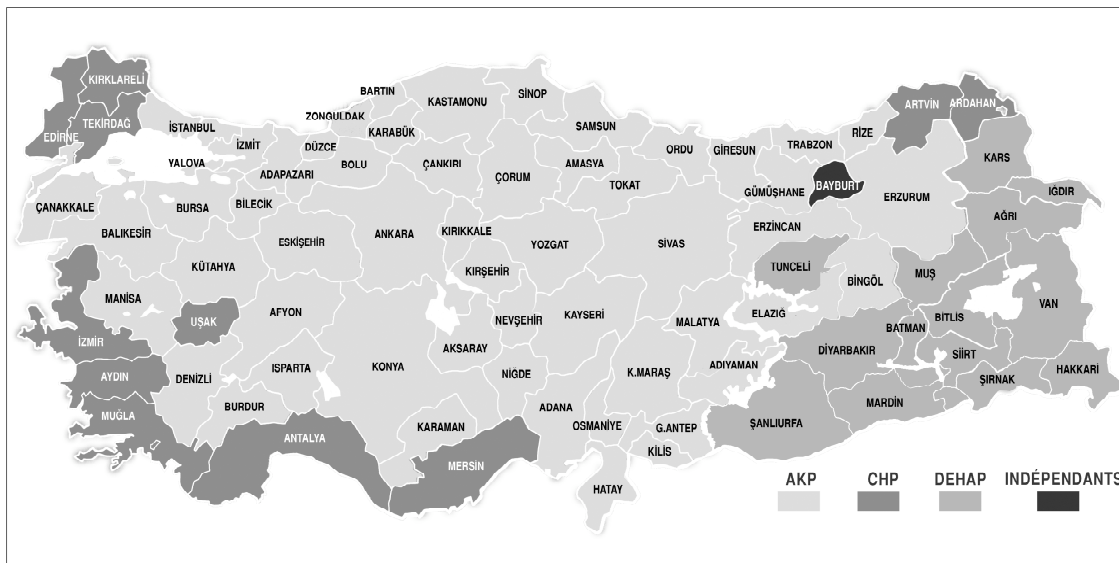 KIRKLARELİ
EDİRNE
TEKİRDAĞ
İSTANBUL
YALOVA
İZMİT
ADAPAZARI
DÜZCE
BOLU
ZONGULDAK
BARTIN
KARABÜK
KASTAMONU
SİNOP
ÇANKIRI
ÇORUM
SAMSUN
AMASYA
TOKAT
ORDU
GİRESUN
TRABZON
RİZE
ARTVİN
ARDAHAN
KARS
IĞDIR
AĞRI
ERZURUM
BAYBURT
GÜMÜŞHANE
ERZİNCAN
ÇANAKKALE
BALIKESİR
BURSA
BİLECİK
ESKİŞEHİR
KÜTAHYA
ANKARA
KIRIKKALE
KIRŞEHİR
YOZGAT
SİVAS
TUNCELİ
BİNGÖL
MUŞ
BİTLİS
VAN
MANİSA
UŞAK
AFYON
İZMİR
AYDIN
DENİZLİ
ISPARTA
BURDUR
MUĞLA
ANTALYA
KONYA
AKSARAY
NEVŞEHİR
KAYSERİ
NİĞDE
MALATYA
ELAZIĞ
ADIYAMAN
DİYARBAKIR
BATMAN
SİİRT
ŞIRNAK
HAKKARİ
MARDİN
ŞANLIURFA
K.MARAŞ
G.ANTEP
KİLİS
OSMANİYE
ADANA
KARAMAN
MERSİN
HATAY
AKP CHP DEHAP INDÉPENDANTS